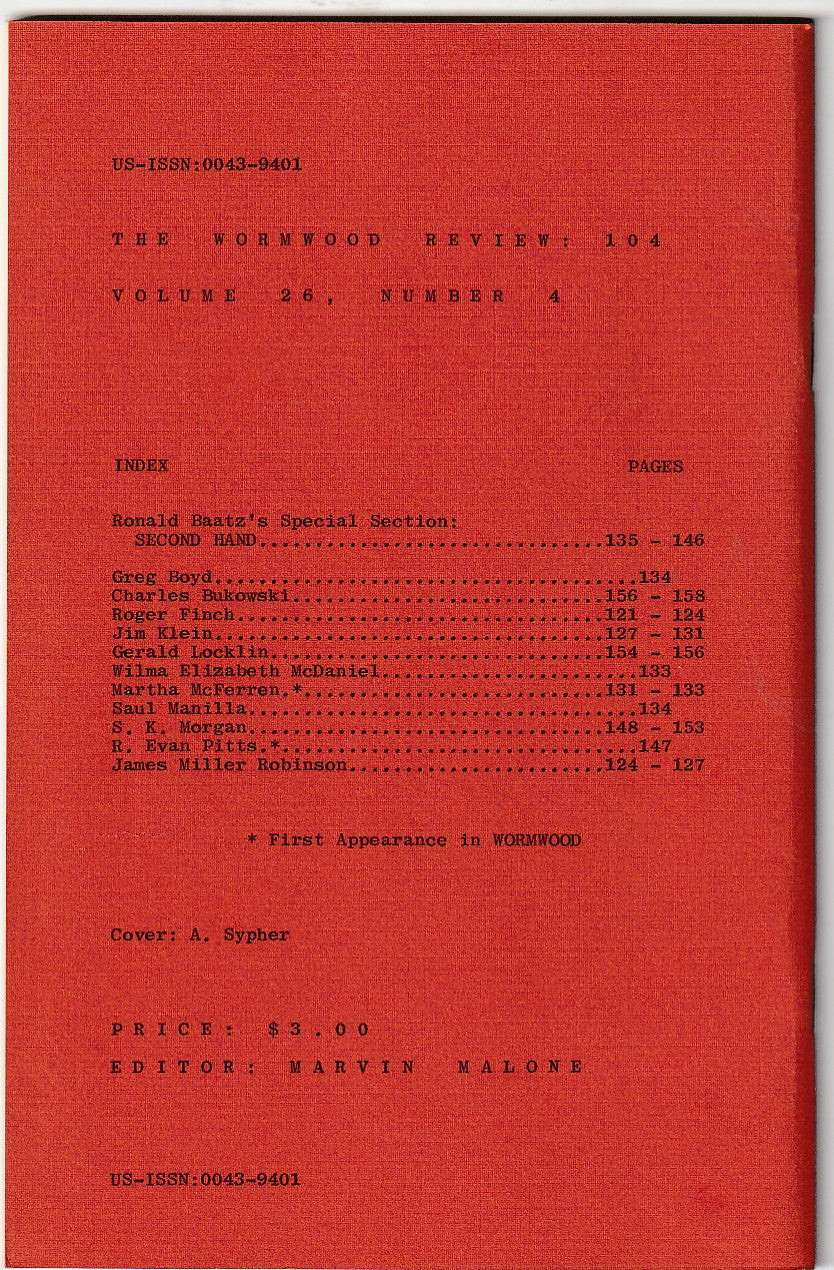 US-ISSN:0043-9401
THE WORMWOOD REVIEW: 104
VOLUME 26, NUMBER 4
INDEX PAGES
Ronald Baatz's Special Section:
SECOND HAND...............................135 - 146
Greg Boyd......................................134
Charles Bukowski............................156 - 158
Roger Finch.................................121 - 124
Jim Klein...................................127 - 131
Gerald Locklin..............................154 - 156
Wilma Elizabeth McDaniel.......................133
Martha McFerren.*...........................131 - 133
Saul Manilla...................................134
S. K. Morgan................................148 - 153
R. Evan Pitts.*................................147
James Miller Robinson.......................124 - 127
* First Appearance in WORMWOOD
Cover: A. Sypher
PRICE: $3.00
EDITOR: MARVIN MALONE
US-ISSN:0043-9401